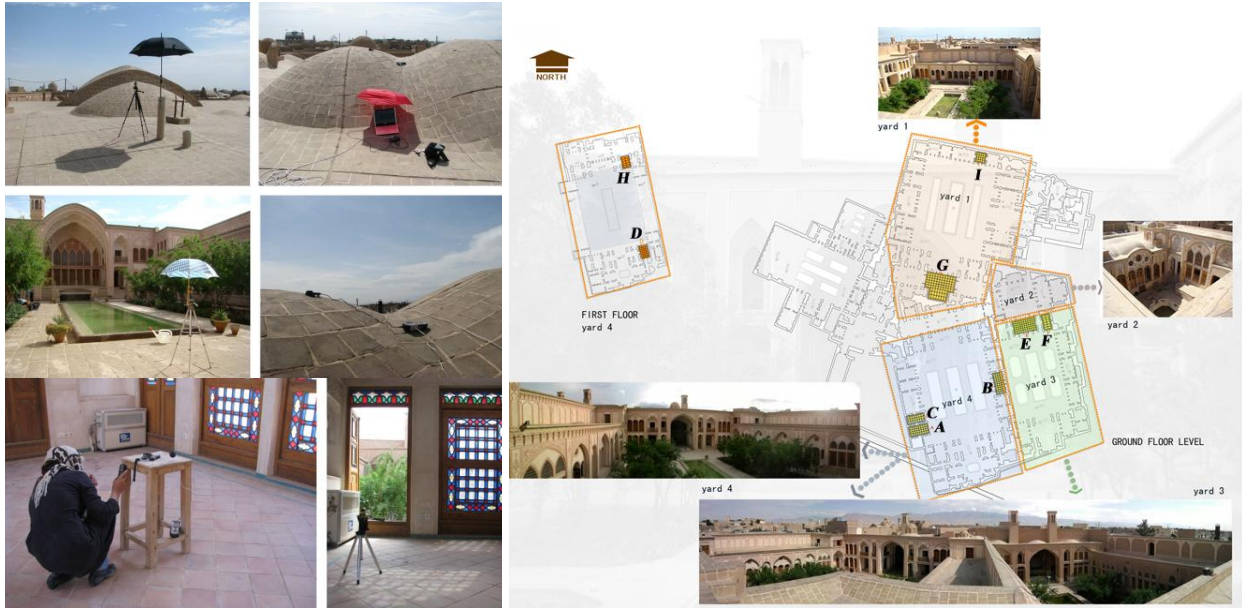 NORTH
yard 1
I
H
yard 1
D
G
yard 2
FIRST FLOOR
yard 4
yard 2
E
F
B
yard 3
C
yard 4
A
GROUND FLOOR LEVEL
yard 4
yard 3